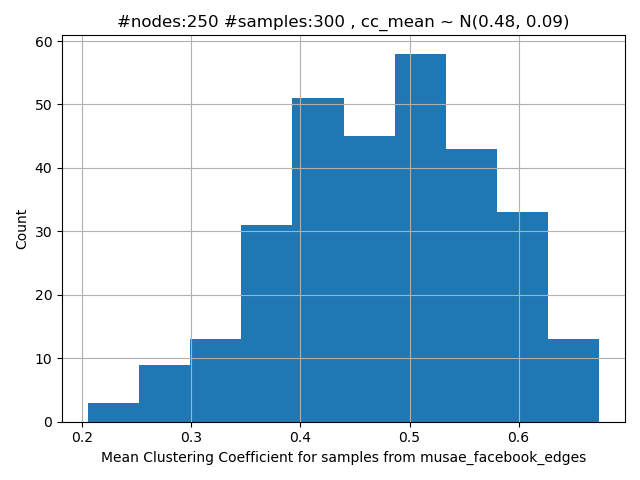 #nodes:250 #samples:300 , cc_mean ~ N(0.48, 0.09)
60
50
40
30
20
10
0
Count
0.2 0.3 0.4 0.5 0.6
Mean Clustering Coefficient for samples from musae_facebook_edges